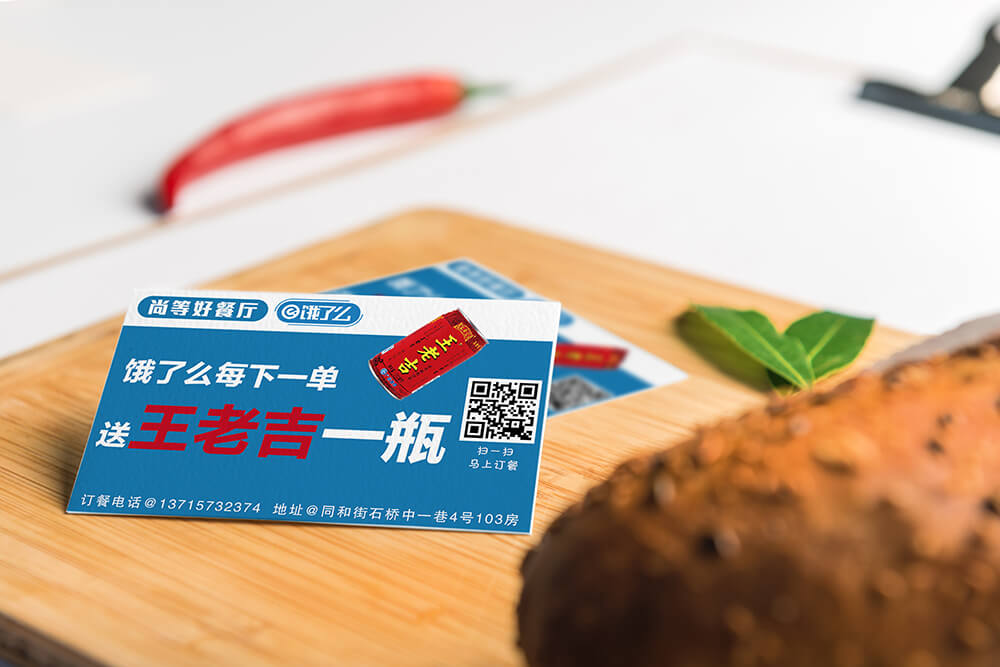 尚等好餐厅 饿了么
王老吉
饿了么每下一单
送王老吉一瓶
扫一扫
马上订餐
订餐电话@13715732374 地址@同和街石桥中一巷4号103房